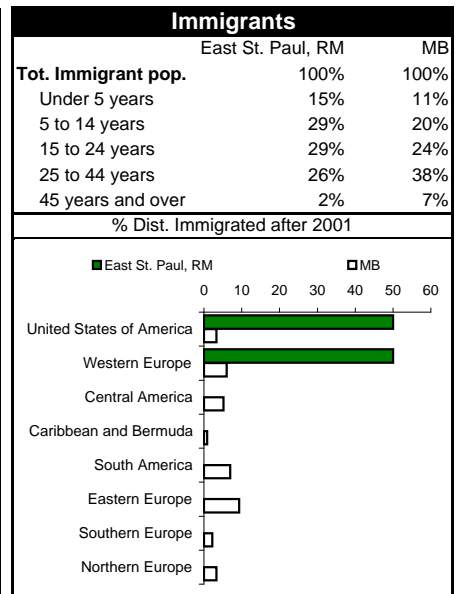 Immigrants
East St. Paul, RM MB
Tot. Immigrant pop. 100% 100%
Under 5 years 15% 11%
5 to 14 years 29% 20%
15 to 24 years 29% 24%
25 to 44 years 26% 38%
45 years and over 2% 7%
% Dist. Immigrated after 2001
East St. Paul, RM MB
0 10 20 30 40 50 60
United States of America
Western Europe
Central America
Caribbean and Bermuda
South America
Eastern Europe
Southern Europe
Northern Europe